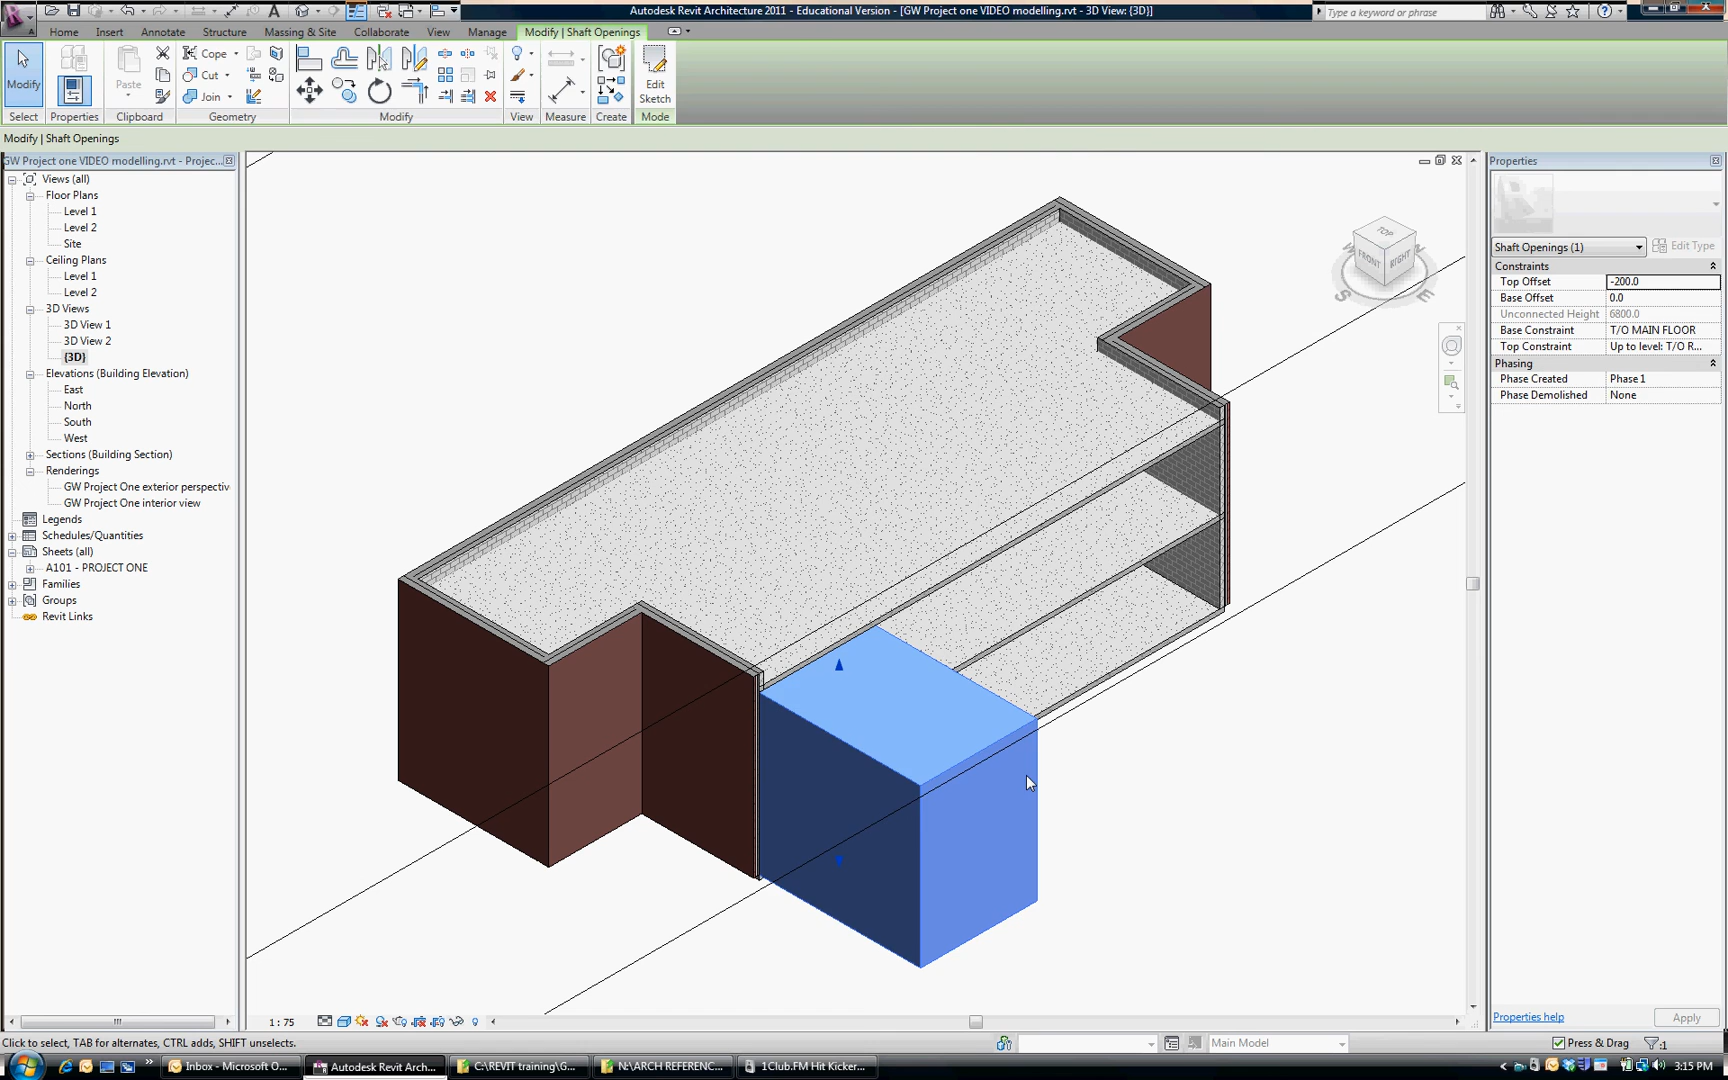 Autodesk Revit Architecture 2011 - Educational Version - [GW Project one VIDEO modelling.rvt - 3D View: {3D}]
Type a keyword or phrase
Home Insert Annotate Structure Massing & Site Collaborate View Manage Modify | Shaft Openings
Modify
Paste
Cope
Cut
Join
Edit
Sketch
Select Properties Clipboard Geometry Modify View Measure Create Mode
Modify | Shaft Openings
GW Project one VIDEO modelling.rvt - Projec...
Views (all)
Floor Plans
Level 1
Level 2
Site
Ceiling Plans
Level 1
Level 2
3D Views
3D View 1
3D View 2
{3D}
Elevations (Building Elevation)
East
North
South
West
Sections (Building Section)
Renderings
GW Project One exterior perspectiv
GW Project One interior view
Legends
Schedules/Quantities
Sheets (all)
A101 - PROJECT ONE
Families
Groups
Revit Links
TOP
FRONT
RIGHT
W N
S E
Properties
Shaft Openings (1)
Edit Type
Constraints
Top Offset -200.0
Base Offset 0.0
Unconnected Height 6800.0
Base Constraint T/O MAIN FLOOR
Top Constraint Up to level: T/O R...
Phasing
Phase Created Phase 1
Phase Demolished None
Properties help
Apply
1 : 75
Click to select, TAB for alternates, CTRL adds, SHIFT unselects.
Main Model
Press & Drag
:1
Inbox - Microsoft O...
Autodesk Revit Arch...
C:\REVIT training\G...
N:\ARCH REFERENC...
1Club.FM Hit Kicker...
3:15 PM